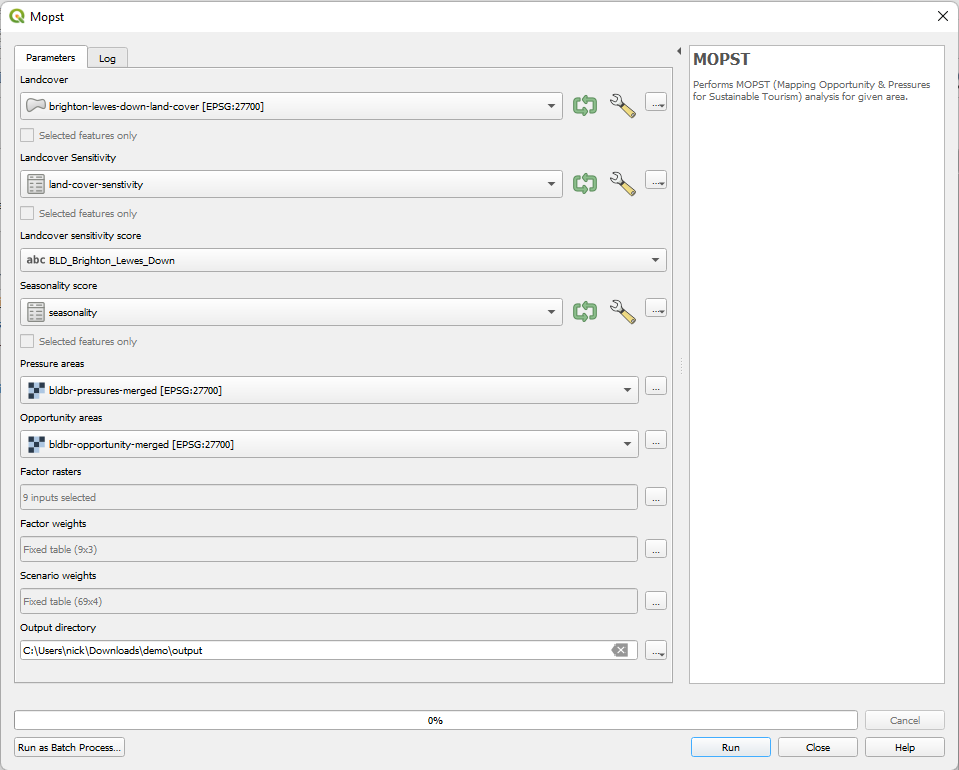 Mopst
Parameters
Log
Landcover
brighton-lewes-down-land-cover [EPSG:27700]
...
Selected features only
Landcover Sensitivity
land-cover-senstivity
...
Selected features only
Landcover sensitivity score
abc BLD_Brighton_Lewes_Down
Seasonality score
seasonality
...
Selected features only
Pressure areas
bldbr-pressures-merged [EPSG:27700]
...
Opportunity areas
bldbr-opportunity-merged [EPSG:27700]
...
Factor rasters
9 inputs selected
...
Factor weights
Fixed table (9x3)
...
Scenario weights
Fixed table (69x4)
...
Output directory
C:\Users\nick\Downloads\demo\output
...
MOPST
Performs MOPST (Mapping Opportunity & Pressures
for Sustainable Tourism) analysis for given area.
0%
Cancel
Run as Batch Process...
Run
Close
Help